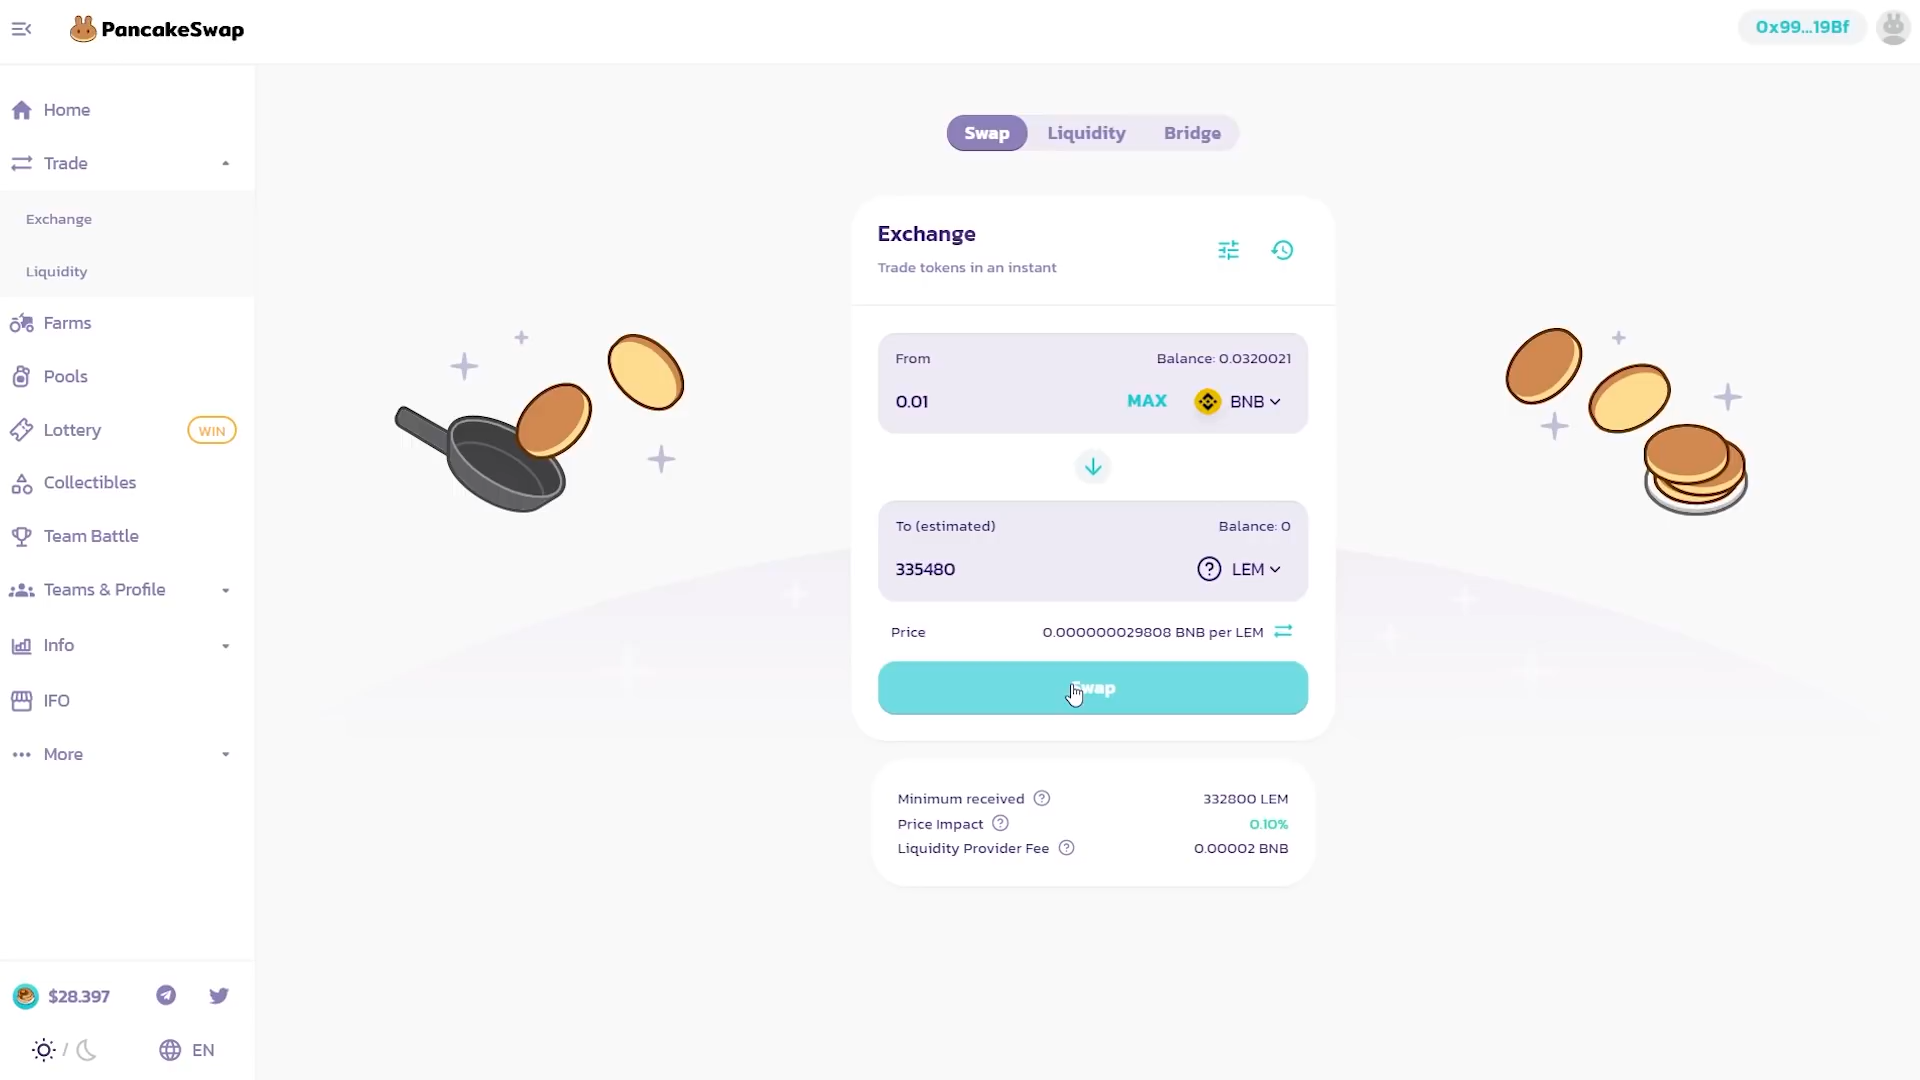 PancakeSwap
0x99...19Bf
Home
Trade
Exchange
Liquidity
Farms
Pools
Lottery
WIN
Collectibles
Team Battle
Teams & Profile
Info
IFO
More
$28.397
/
EN
Swap
Liquidity
Bridge
Exchange
Trade tokens in an instant
From
Balance: 0.0320021
0.01
MAX
BNB
To (estimated)
Balance: 0
335480
LEM
Price
0.000000029808 BNB per LEM
Swap
Minimum received
332800 LEM
Price Impact
0.10%
Liquidity Provider Fee
0.00002 BNB